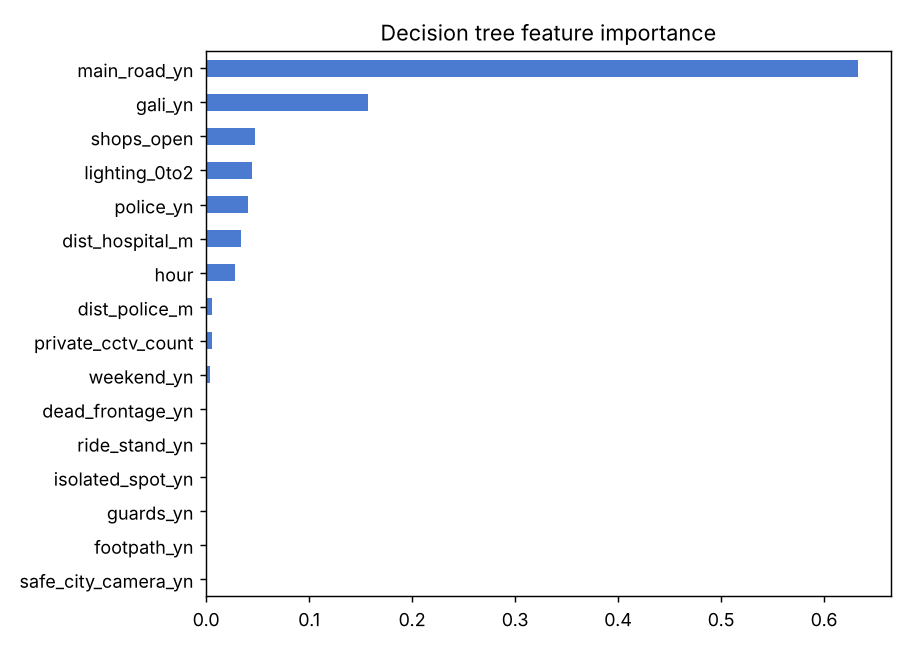 Decision tree feature importance
main_road_yn
gali_yn
shops_open
lighting_0to2
police_yn
dist_hospital_m
hour
dist_police_m
private_cctv_count
weekend_yn
dead_frontage_yn
ride_stand_yn
isolated_spot_yn
guards_yn
footpath_yn
safe_city_camera_yn
0.0 0.1 0.2 0.3 0.4 0.5 0.6